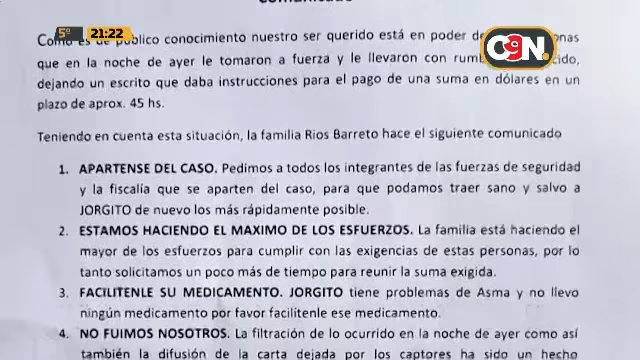 Comunicado
5° 21:22
C9N
Como es de público conocimiento nuestro ser querido está en poder de
que en la noche de ayer le tomaron a fuerza y le llevaron con
dejando un escrito que daba instrucciones para el pago de una suma en dólares en un
plazo de aprox. 45 hs.
Teniendo en cuenta esta situación, la familia Rios Barreto hace el siguiente comunicado
1. APARTENSE DEL CASO. Pedimos a todos los integrantes de las fuerzas de seguridad
y la fiscalía que se aparten del caso, para que podamos traer sano y salvo a
JORGITO de nuevo los más rápidamente posible.
2. ESTAMOS HACIENDO EL MAXIMO DE LOS ESFUERZOS. La familia está haciendo el
mayor de los esfuerzos para cumplir con las exigencias de estas personas, por lo
tanto solicitamos un poco más de tiempo para reunir la suma exigida.
3. FACILITENLE SU MEDICAMENTO. JORGITO tiene problemas de Asma y no llevo
ningún medicamento por favor facilítenle ese medicamento.
4. NO FUIMOS NOSOTROS. La filtración de lo ocurrido en la noche de ayer como así
también la difusión de la carta dejada por los captores ha sido un hecho